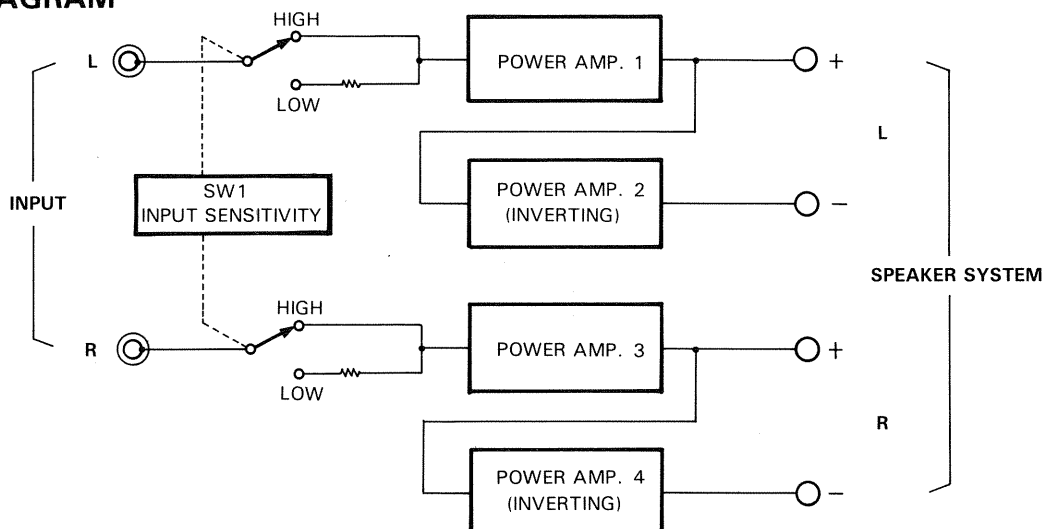 HIGH
L
POWER AMP. 1
+
LOW
L
SW1
INPUT SENSITIVITY
INPUT
POWER AMP. 2
(INVERTING)
−
SPEAKER SYSTEM
HIGH
R
POWER AMP. 3
+
LOW
R
POWER AMP. 4
(INVERTING)
−